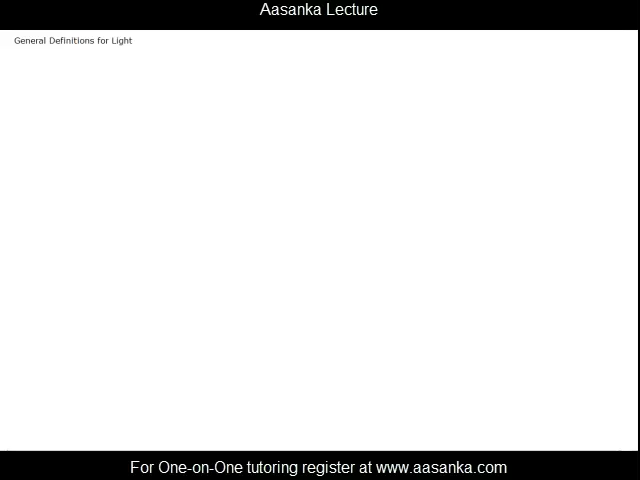 Aasanka Lecture
General Definitions for Light
For One-on-One tutoring register at www.aasanka.com